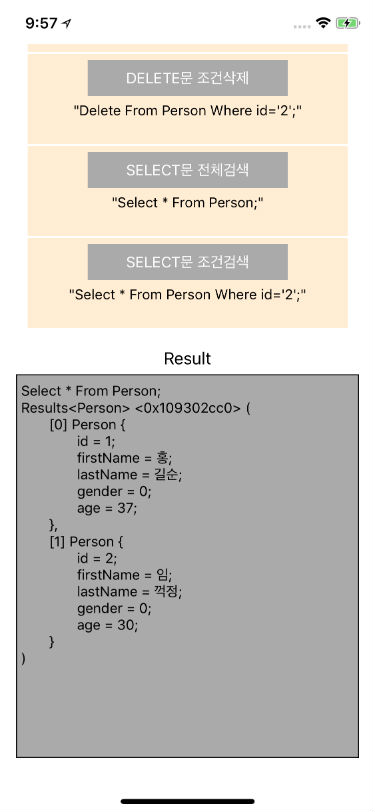 9:57
DELETE문 조건삭제
"Delete From Person Where id='2';"
SELECT문 전체검색
"Select * From Person;"
SELECT문 조건검색
"Select * From Person Where id='2';"
Result
Select * From Person;
Results<Person> <0x109302cc0> (
	[0] Person {
		id = 1;
		firstName = 홍;
		lastName = 길순;
		gender = 0;
		age = 37;
	},
	[1] Person {
		id = 2;
		firstName = 임;
		lastName = 꺽정;
		gender = 0;
		age = 30;
	}
)